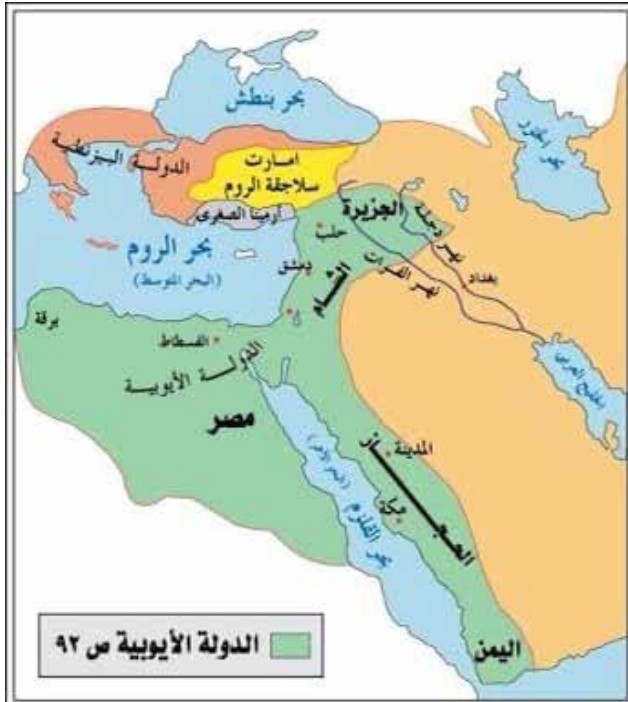 بحر بنطش
بحر الخزر
الدولة البيزنطية
امارت
سلاجقة الروم
أرمينا الصغرى
الجزيرة
حلب
نهر دجلة
بحر الروم
(البحر المتوسط)
دمشق
الشام
نهر الفرات
بغداد
برقة
الفسطاط
الدولة الأيوبية
الخليج العربي
مصر
المدينة
الحجاز
مكة
بحر القلزم
(البحر الأحمر)
اليمن
الدولة الأيوبية ص ٩٢